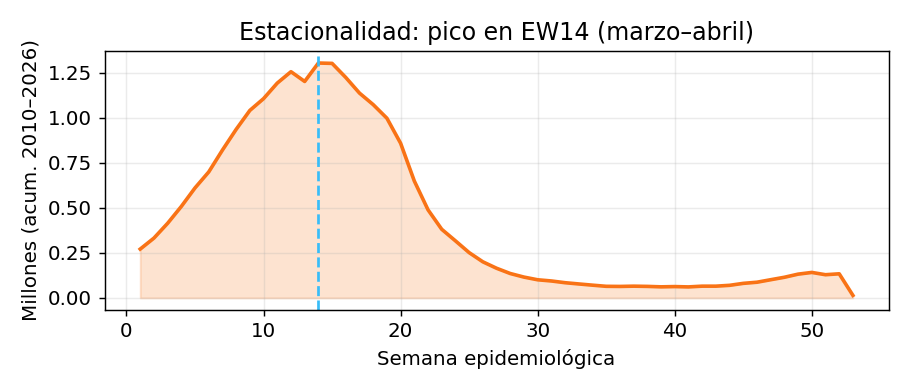 Estacionalidad: pico en EW14 (marzo–abril)
Millones (acum. 2010–2026)
1.25
1.00
0.75
0.50
0.25
0.00
0 10 20 30 40 50
Semana epidemiológica